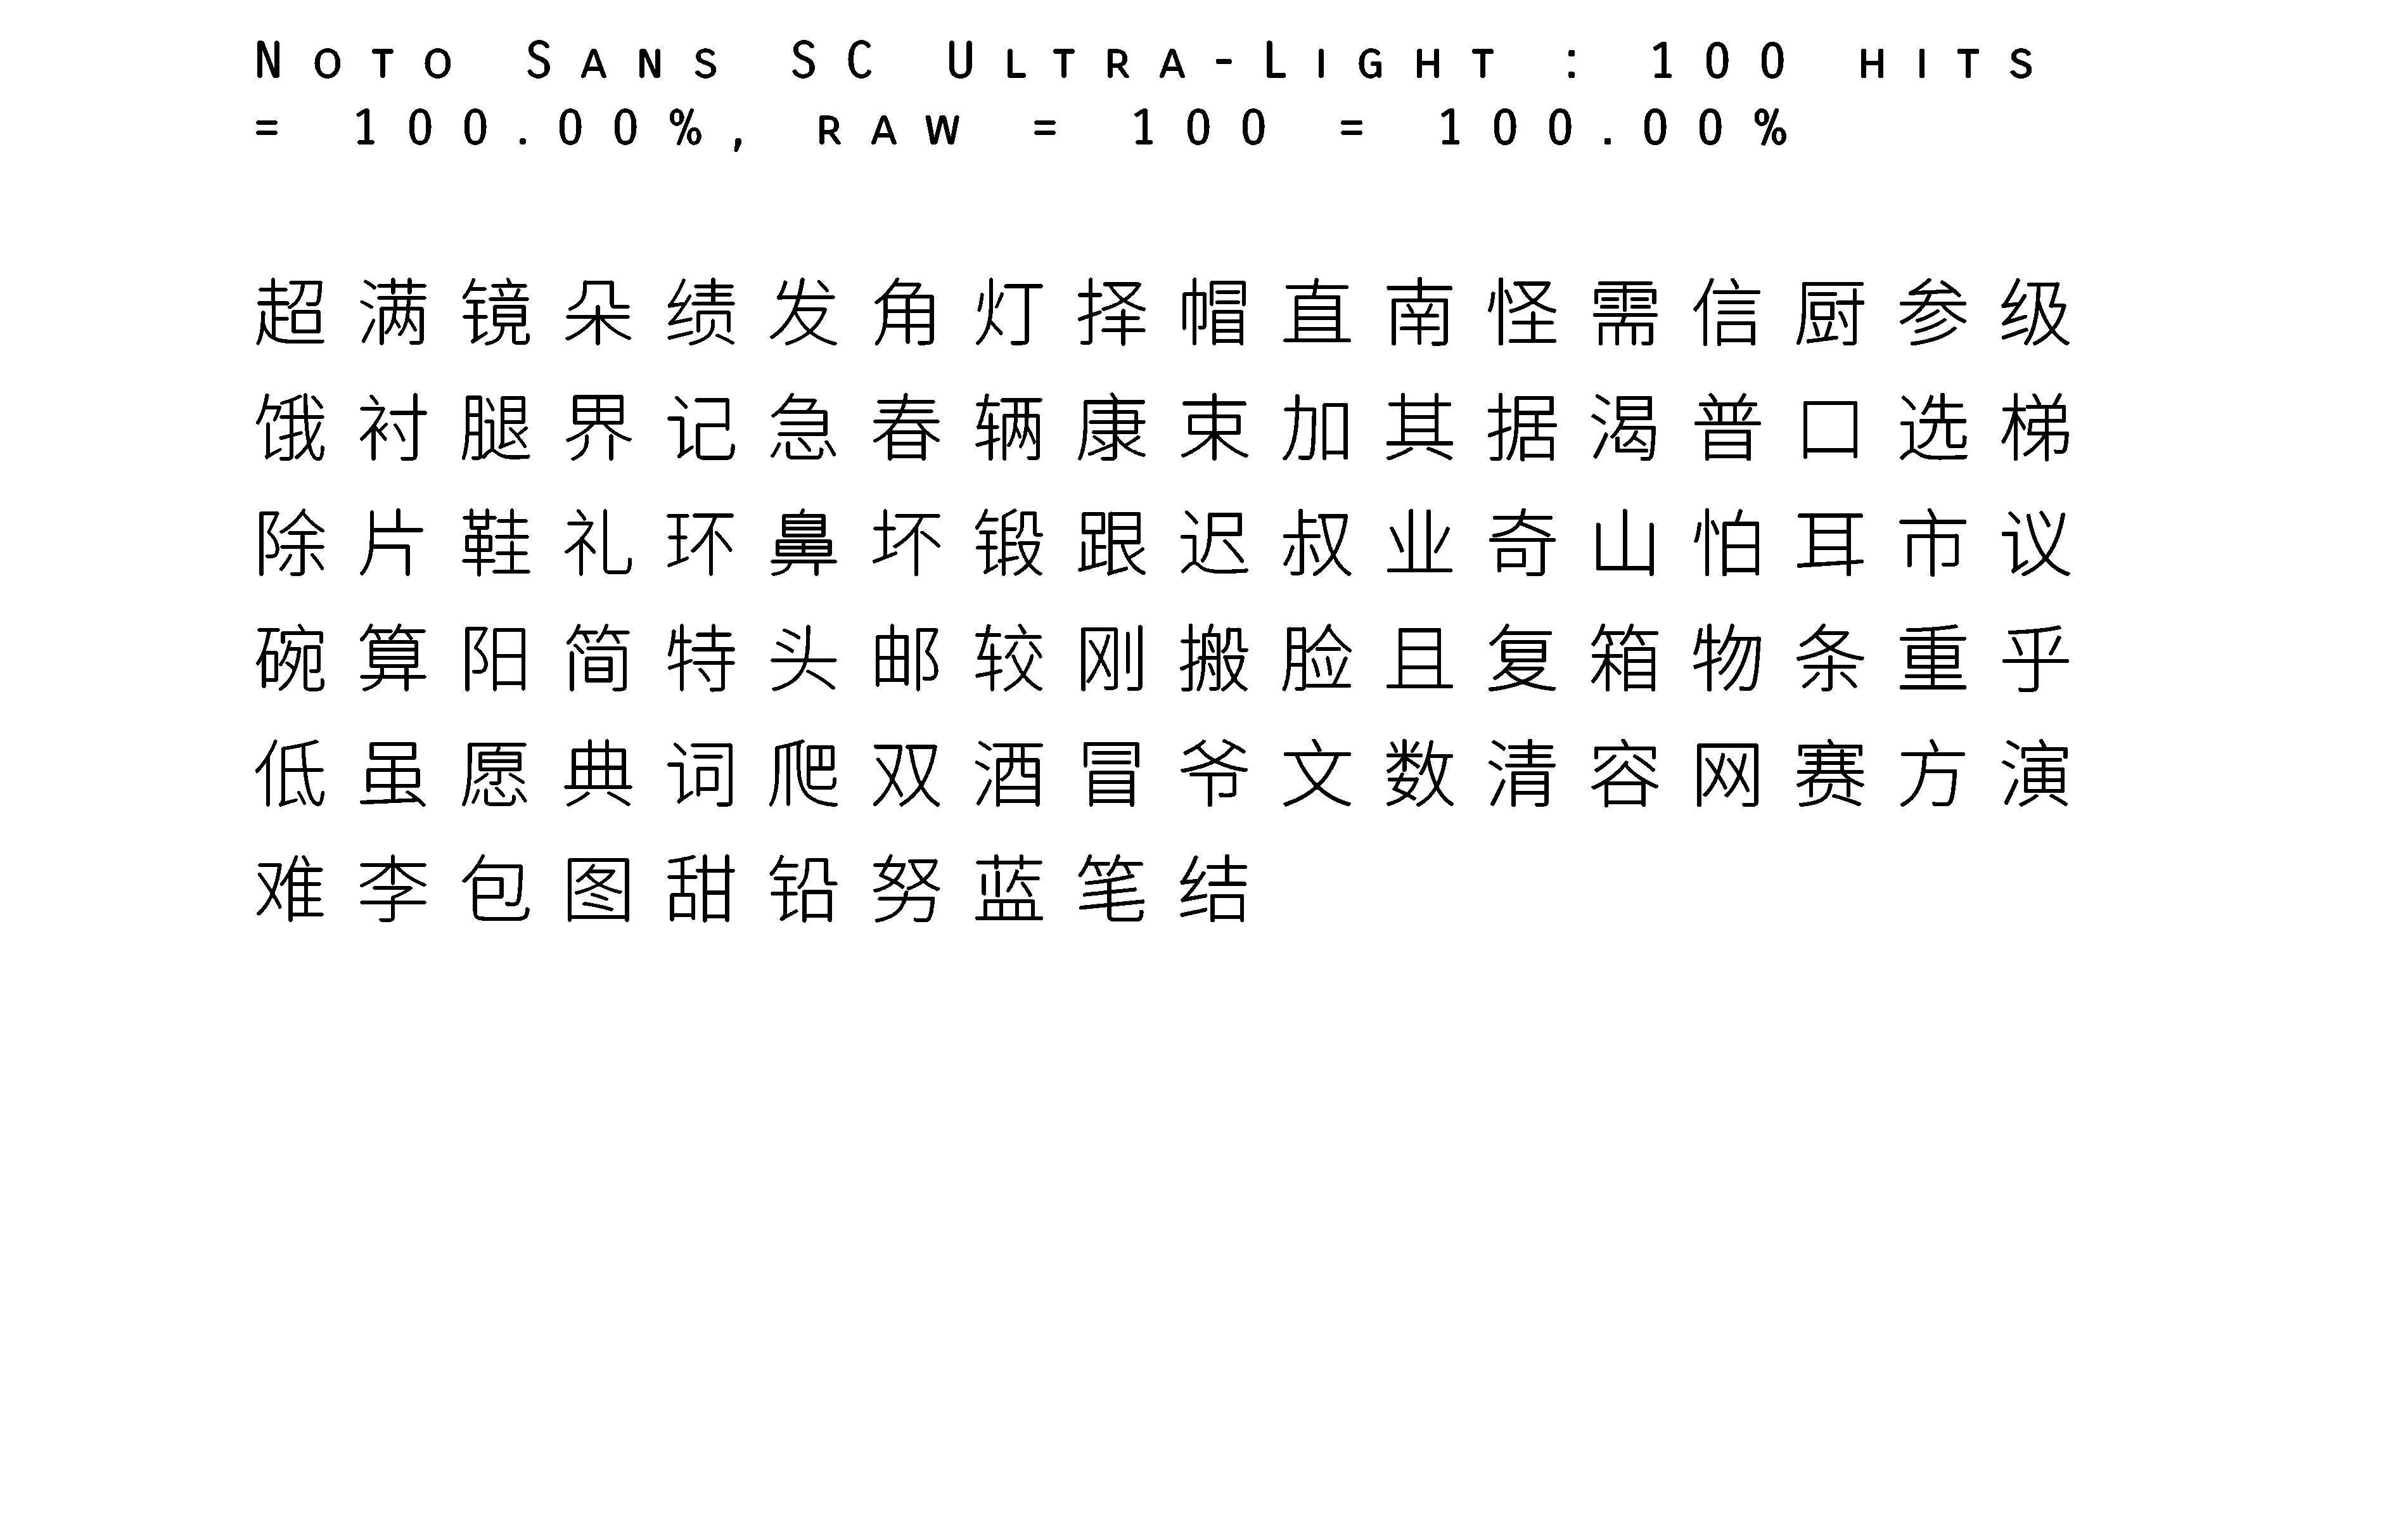 Noto Sans SC Ultra-Light : 100 hits
= 100.00%, raw = 100 = 100.00%
超满镜朵绩发角灯择帽直南怪需信厨参级
饿衬腿界记急春辆康束加其据渴普口选梯
除片鞋礼环鼻坏锻跟迟叔业奇山怕耳市议
碗算阳简特头邮较刚搬脸且复箱物条重乎
低虽愿典词爬双酒冒爷文数清容网赛方演
难李包图甜铅努蓝笔结